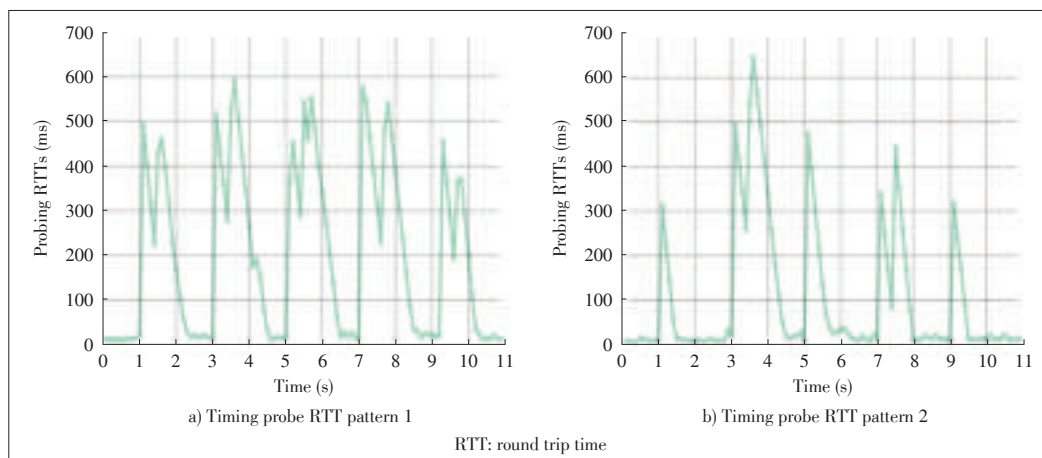 700
600
500
400
300
200
100
0
Probing RTTs (ms)
0 1 2 3 4 5 6 7 8 9 10 11
Time (s)
a) Timing probe RTT pattern 1
700
600
500
400
300
200
100
0
Probing RTTs (ms)
0 1 2 3 4 5 6 7 8 9 10 11
Time (s)
b) Timing probe RTT pattern 2
RTT: round trip time